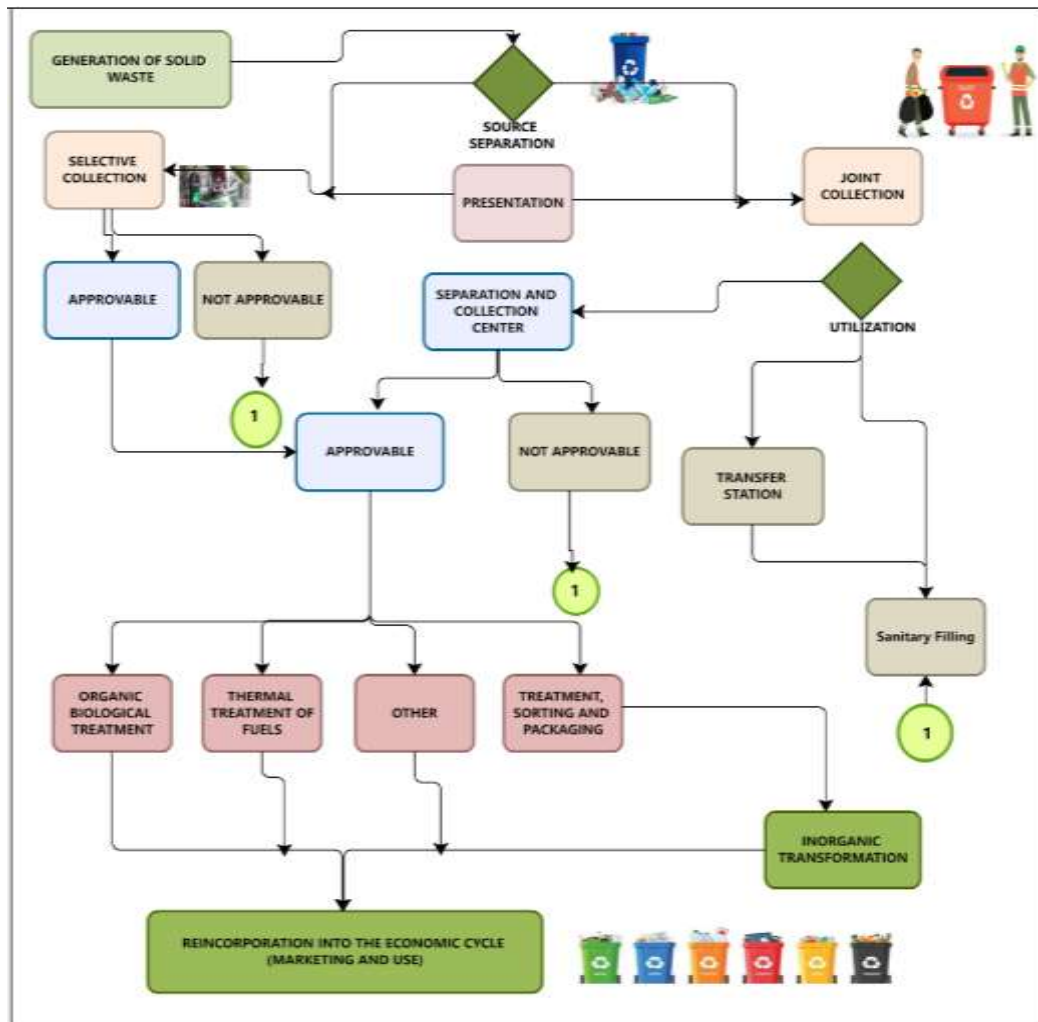 GENERATION OF SOLID
WASTE
SOURCE
SEPARATION
SELECTIVE
COLLECTION
PRESENTATION
JOINT
COLLECTION
APPROVABLE
NOT APPROVABLE
SEPARATION AND
COLLECTION
CENTER
UTILIZATION
1
APPROVABLE
NOT APPROVABLE
TRANSFER
STATION
1
Sanitary Filling
ORGANIC
BIOLOGICAL
TREATMENT
THERMAL
TREATMENT OF
FUELS
OTHER
TREATMENT,
SORTING AND
PACKAGING
1
INORGANIC
TRANSFORMATION
REINCORPORATION INTO THE ECONOMIC CYCLE
(MARKETING AND USE)